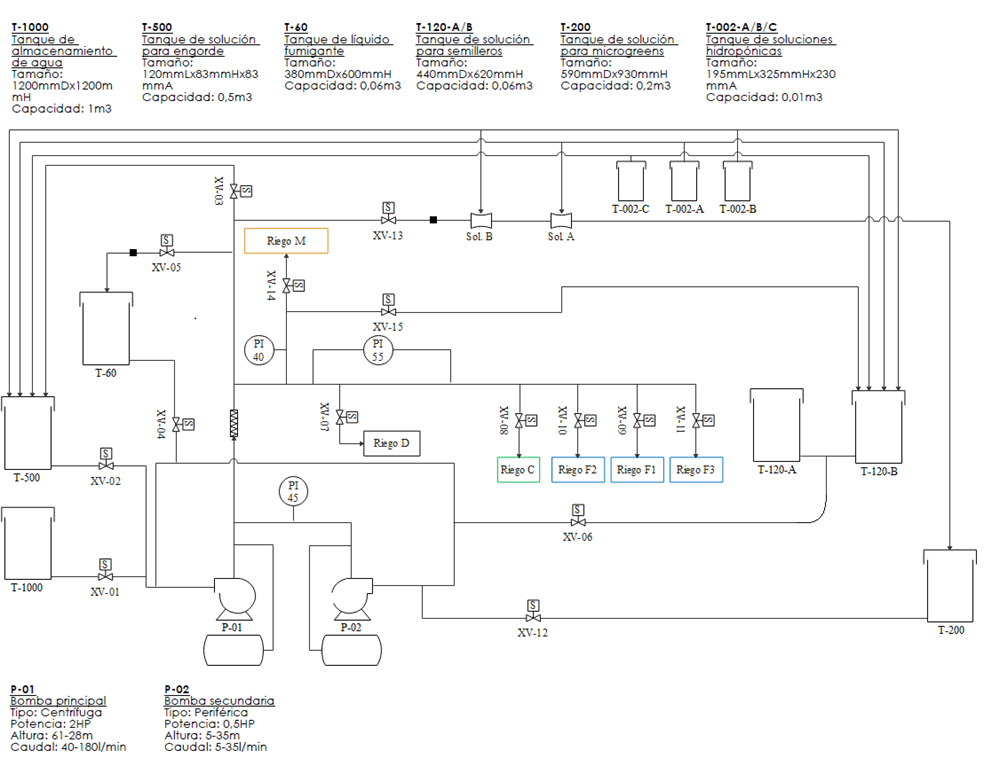 T-1000
Tanque de
almacenamiento
de agua
Tamaño:
1200mmDx1200m
mH
Capacidad: 1m3
T-500
Tanque de solución
para engorde
Tamaño:
120mmLx83mmHx83
mmA
Capacidad: 0,5m3
T-60
Tanque de líquido
fumigante
Tamaño:
380mmDx600mmH
Capacidad: 0,06m3
T-120-A/B
Tanque de solución
para semilleros
Tamaño:
440mmDx620mmH
Capacidad: 0,06m3
T-200
Tanque de solución
para microgreens
Tamaño:
590mmDx930mmH
Capacidad: 0,2m3
T-002-A/B/C
Tanque de soluciones
hidropónicas
Tamaño:
195mmLx325mmHx230
mmA
Capacidad: 0,01m3
XV-03
S
T-002-C
T-002-A
T-002-B
S
XV-13
Sol. B
Sol. A
Riego M
S
XV-05
XV-14
S
S
XV-15
PI
40
PI
55
T-60
XV-04
S
XV-07
S
Riego D
XV-08
S
XV-10
S
XV-09
S
XV-11
S
Riego C
Riego F2
Riego F1
Riego F3
T-120-A
T-120-B
T-500
S
XV-02
PI
45
S
XV-06
T-1000
S
XV-01
P-01
P-02
S
XV-12
T-200
P-01
Bomba principal
Tipo: Centrífuga
Potencia: 2HP
Altura: 61-28m
Caudal: 40-180l/min
P-02
Bomba secundaria
Tipo: Periférica
Potencia: 0,5HP
Altura: 5-35m
Caudal: 5-35l/min